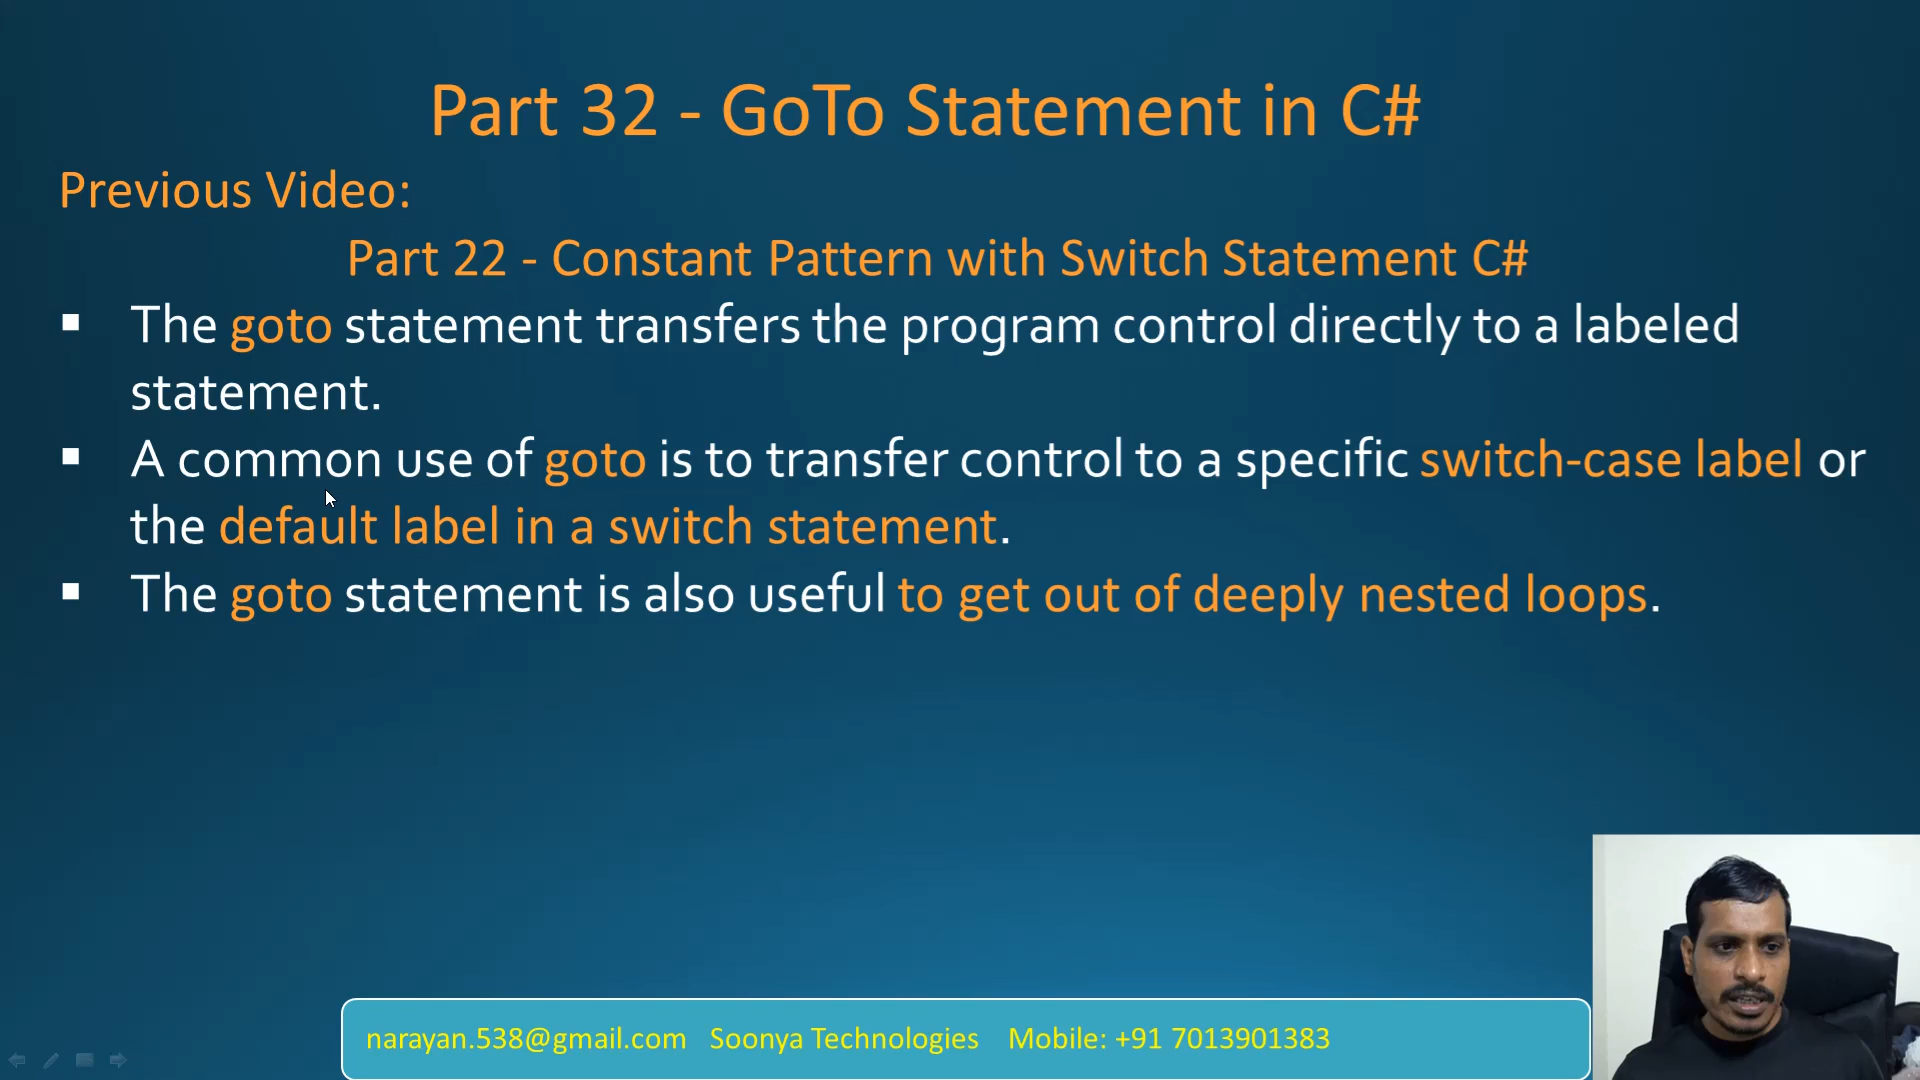 Part 32 - GoTo Statement in C#
Previous Video:
Part 22 - Constant Pattern with Switch Statement C#
▪ The goto statement transfers the program control directly to a labeled
statement.
▪ A common use of goto is to transfer control to a specific switch-case label or
the default label in a switch statement.
▪ The goto statement is also useful to get out of deeply nested loops.
narayan.538@gmail.com Soonya Technologies Mobile: +91 7013901383